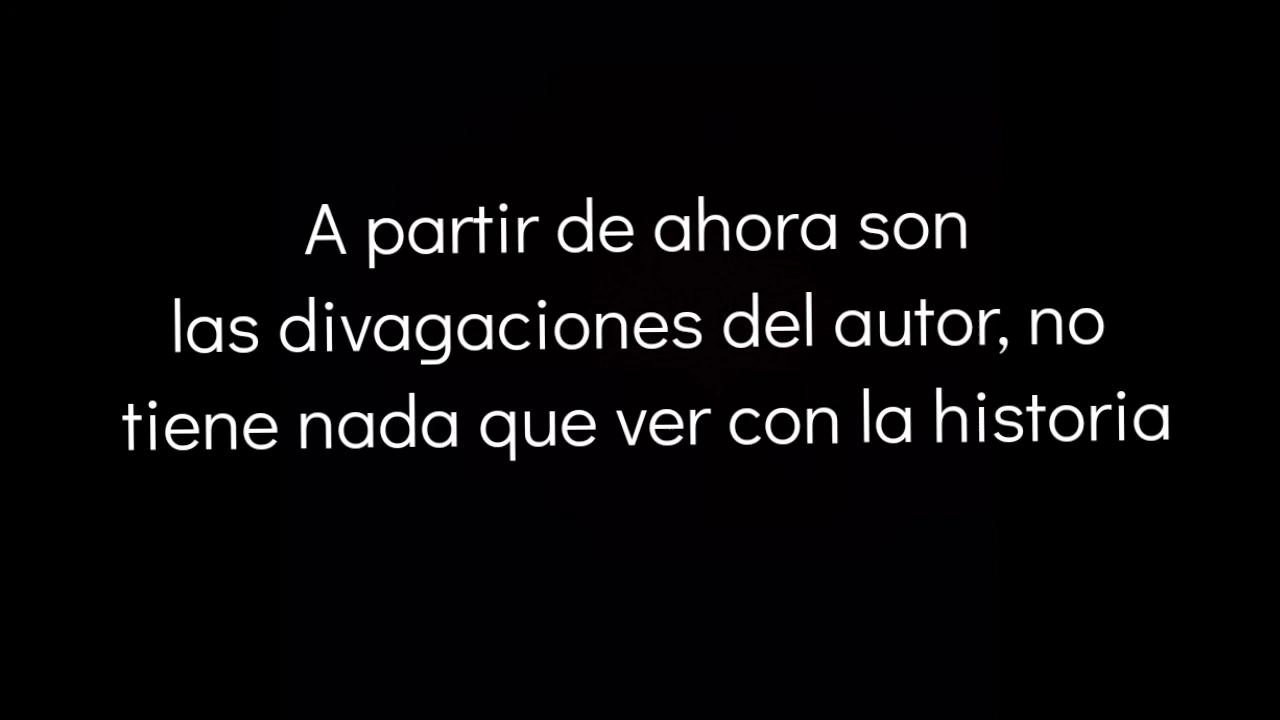 A partir de ahora son
las divagaciones del autor, no
tiene nada que ver con la historia